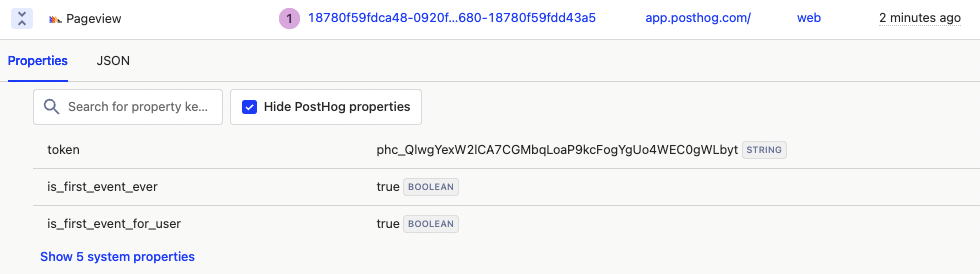 Pageview 1 18780f59fdca48-0920f...680-18780f59fdd43a5 app.posthog.com/ web 2 minutes ago
Properties JSON
Search for property ke... Hide PostHog properties
token phc_QlwgYexW2ICA7CGMbqLoaP9kcFogYgUo4WEC0gWLbyt STRING
is_first_event_ever true BOOLEAN
is_first_event_for_user true BOOLEAN
Show 5 system properties